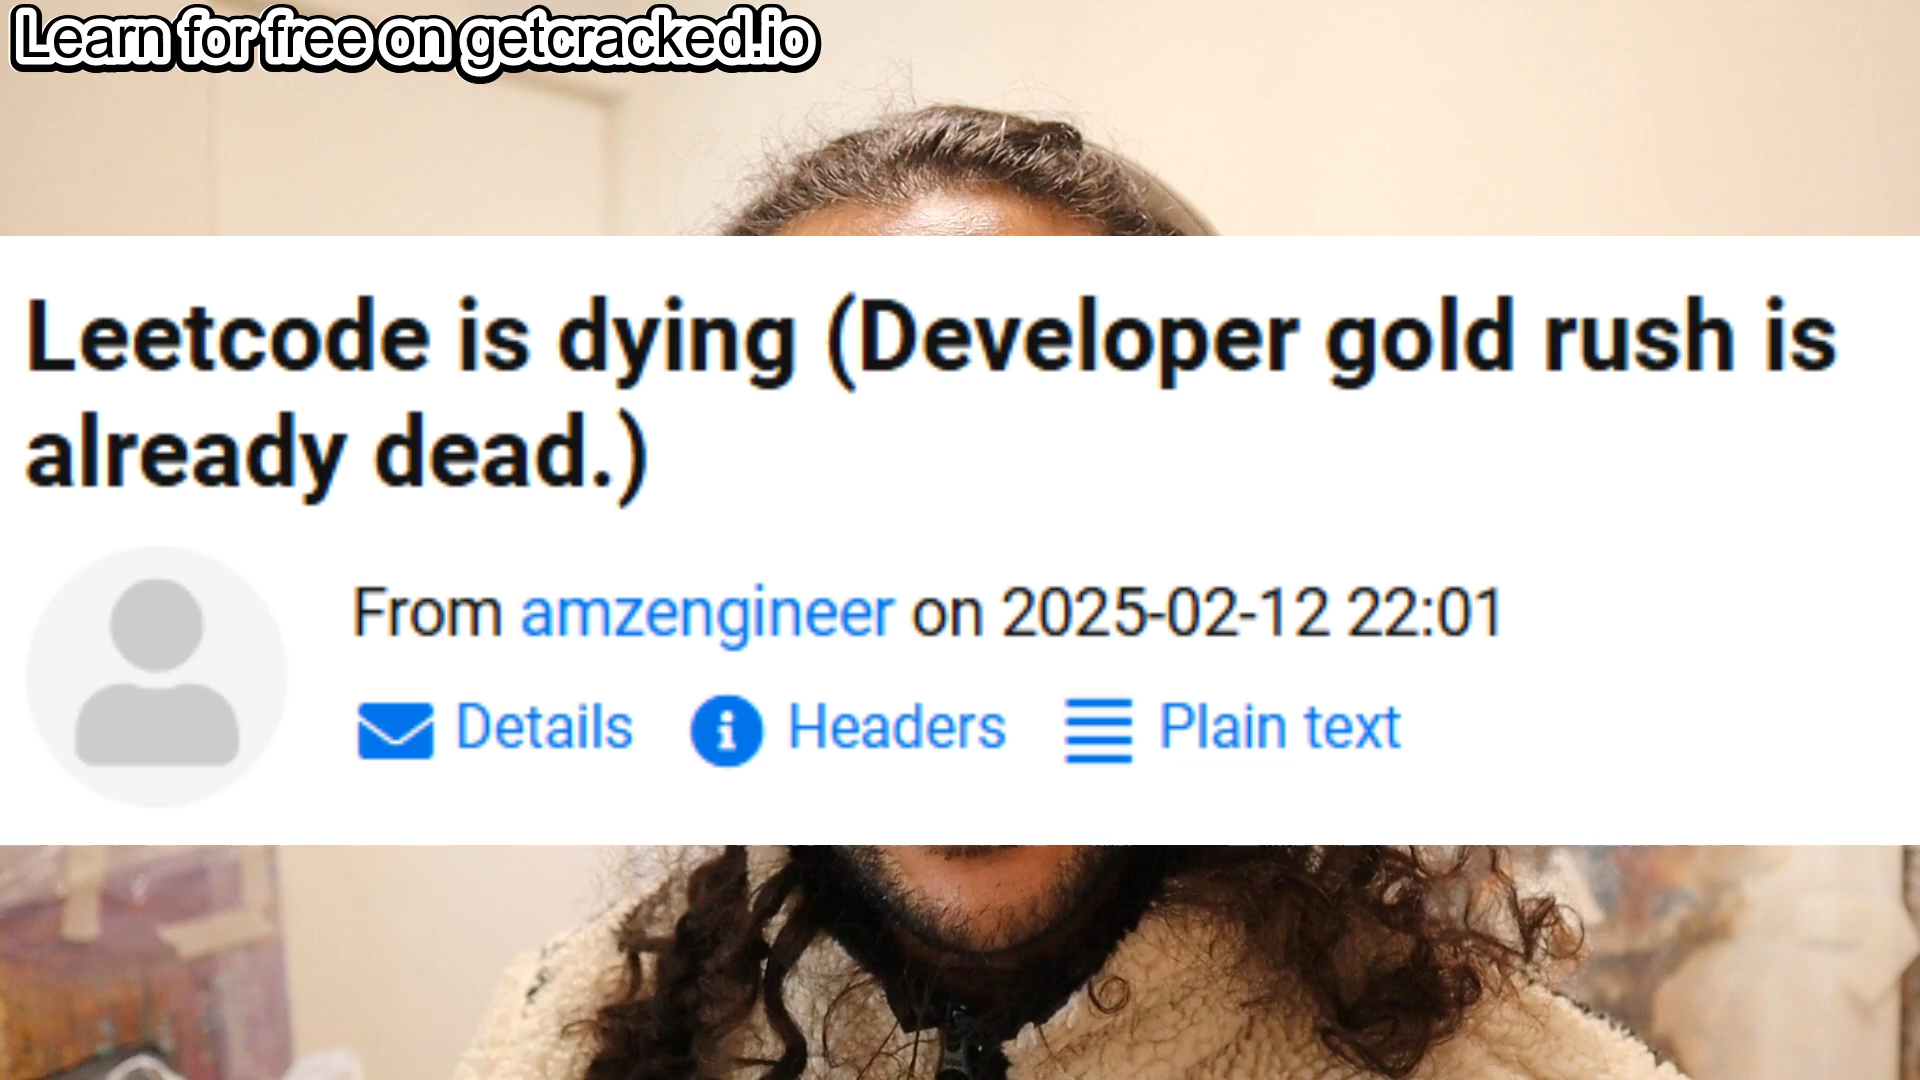 Learn for free on getcracked.io
Leetcode is dying (Developer gold rush is
already dead.)
From amzengineer on 2025-02-12 22:01
Details Headers Plain text